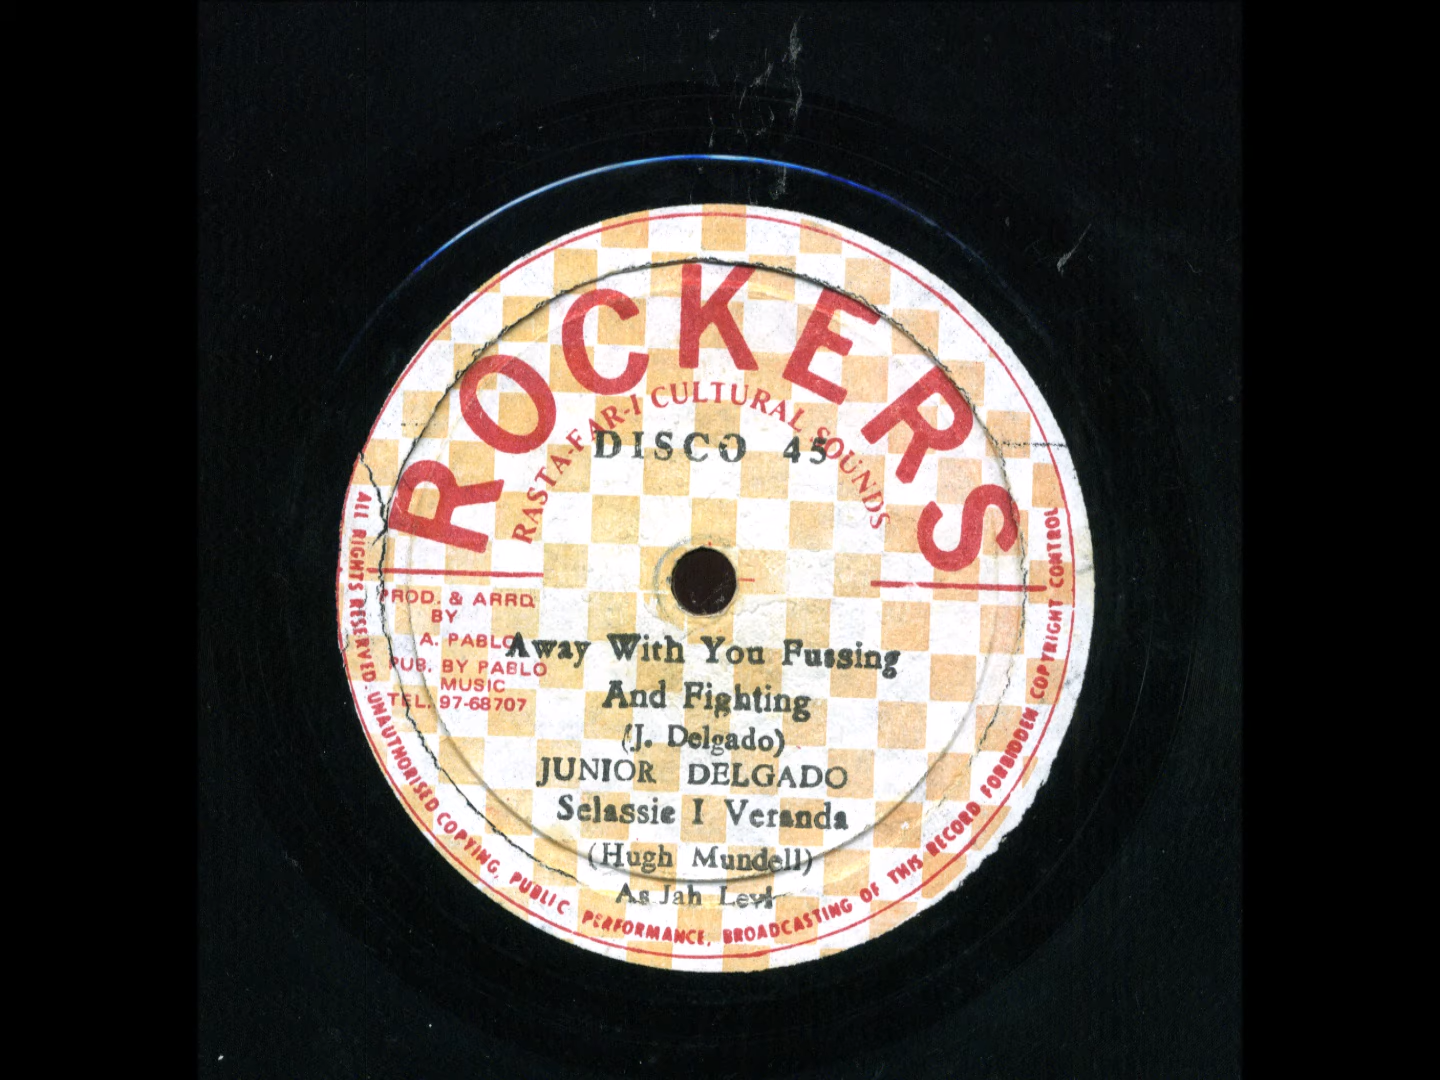 ROCKERS
RASTA-FAR-I CULTURAL SOUNDS
DISCO 45
PROD. & ARRD.
BY
A. PABLO
PUB. BY PABLO
MUSIC
TEL. 97-68707
Away With You Fussing
And Fighting
(J. Delgado)
JUNIOR DELGADO
Selassie I Veranda
(Hugh Mundell)
As Jah Levi
ALL RIGHTS RESERVED. UNAUTHORISED COPYING, PUBLIC PERFORMANCE, BROADCASTING OF THIS RECORD FORBIDDEN COPYRIGHT CONTROL